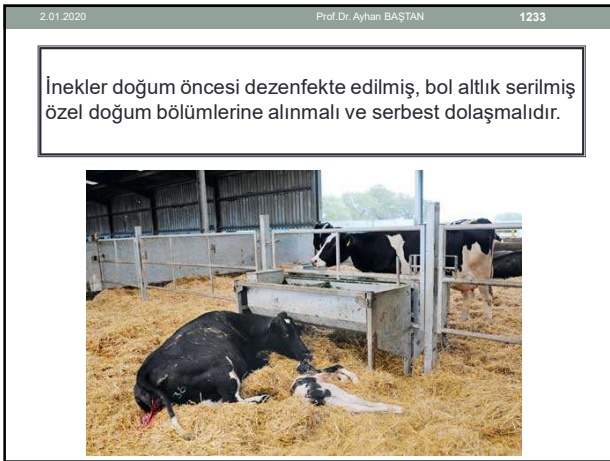 2.01.2020
Prof.Dr. Ayhan BAŞTAN
1233
İnekler doğum öncesi dezenfekte edilmiş, bol altlık serilmiş
özel doğum bölümlerine alınmalı ve serbest dolaşmalıdır.